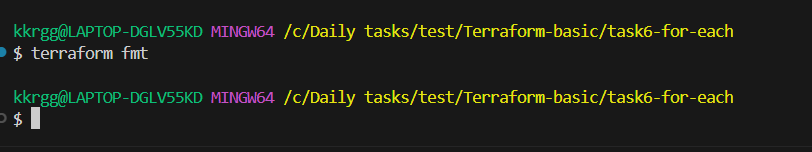 kkrgg@LAPTOP-DGLV55KD MINGW64 /c/Daily tasks/test/Terraform-basic/task6-for-each
$ terraform fmt
kkrgg@LAPTOP-DGLV55KD MINGW64 /c/Daily tasks/test/Terraform-basic/task6-for-each
$